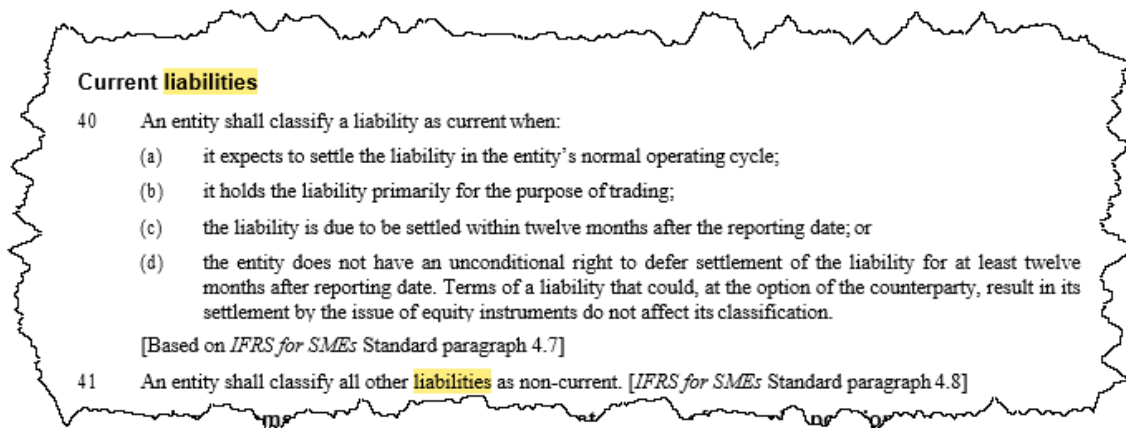 Current liabilities
40 An entity shall classify a liability as current when:
(a) it expects to settle the liability in the entity's normal operating cycle;
(b) it holds the liability primarily for the purpose of trading;
(c) the liability is due to be settled within twelve months after the reporting date; or
(d) the entity does not have an unconditional right to defer settlement of the liability for at least twelve
months after reporting date. Terms of a liability that could, at the option of the counterparty, result in its
settlement by the issue of equity instruments do not affect its classification.
[Based on IFRS for SMEs Standard paragraph 4.7]
41 An entity shall classify all other liabilities as non-current. [IFRS for SMEs Standard paragraph 4.8]